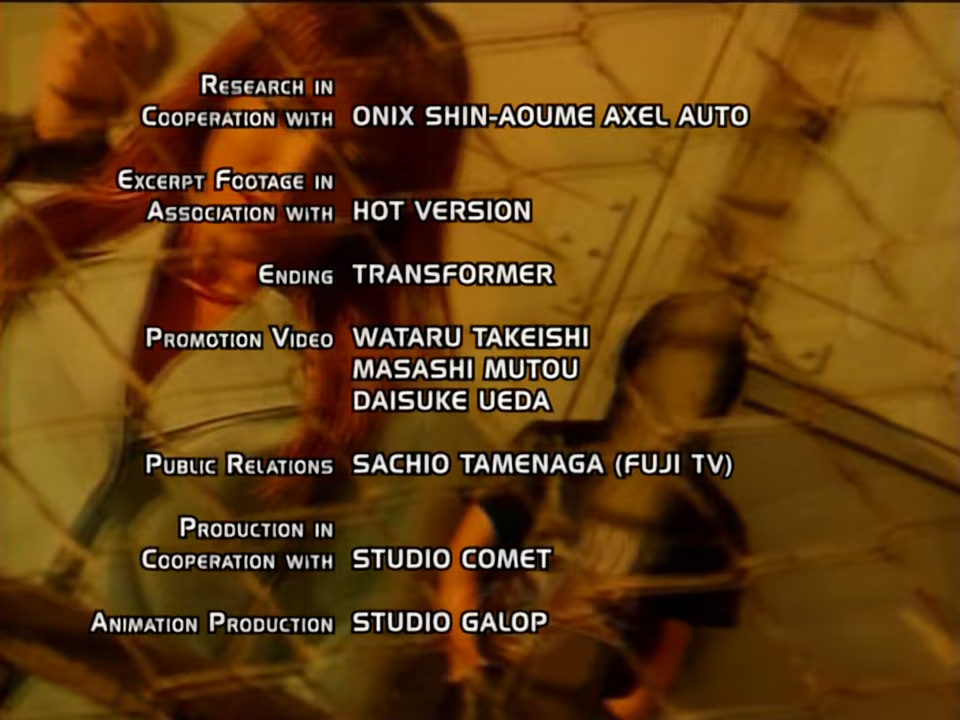 RESEARCH IN
COOPERATION WITH ONIX SHIN-AOUME AXEL AUTO
EXCERPT FOOTAGE IN
ASSOCIATION WITH HOT VERSION
ENDING TRANSFORMER
PROMOTION VIDEO WATARU TAKEISHI
MASASHI MUTOU
DAISUKE UEDA
PUBLIC RELATIONS SACHIO TAMENAGA (FUJI TV)
PRODUCTION IN
COOPERATION WITH STUDIO COMET
ANIMATION PRODUCTION STUDIO GALOP